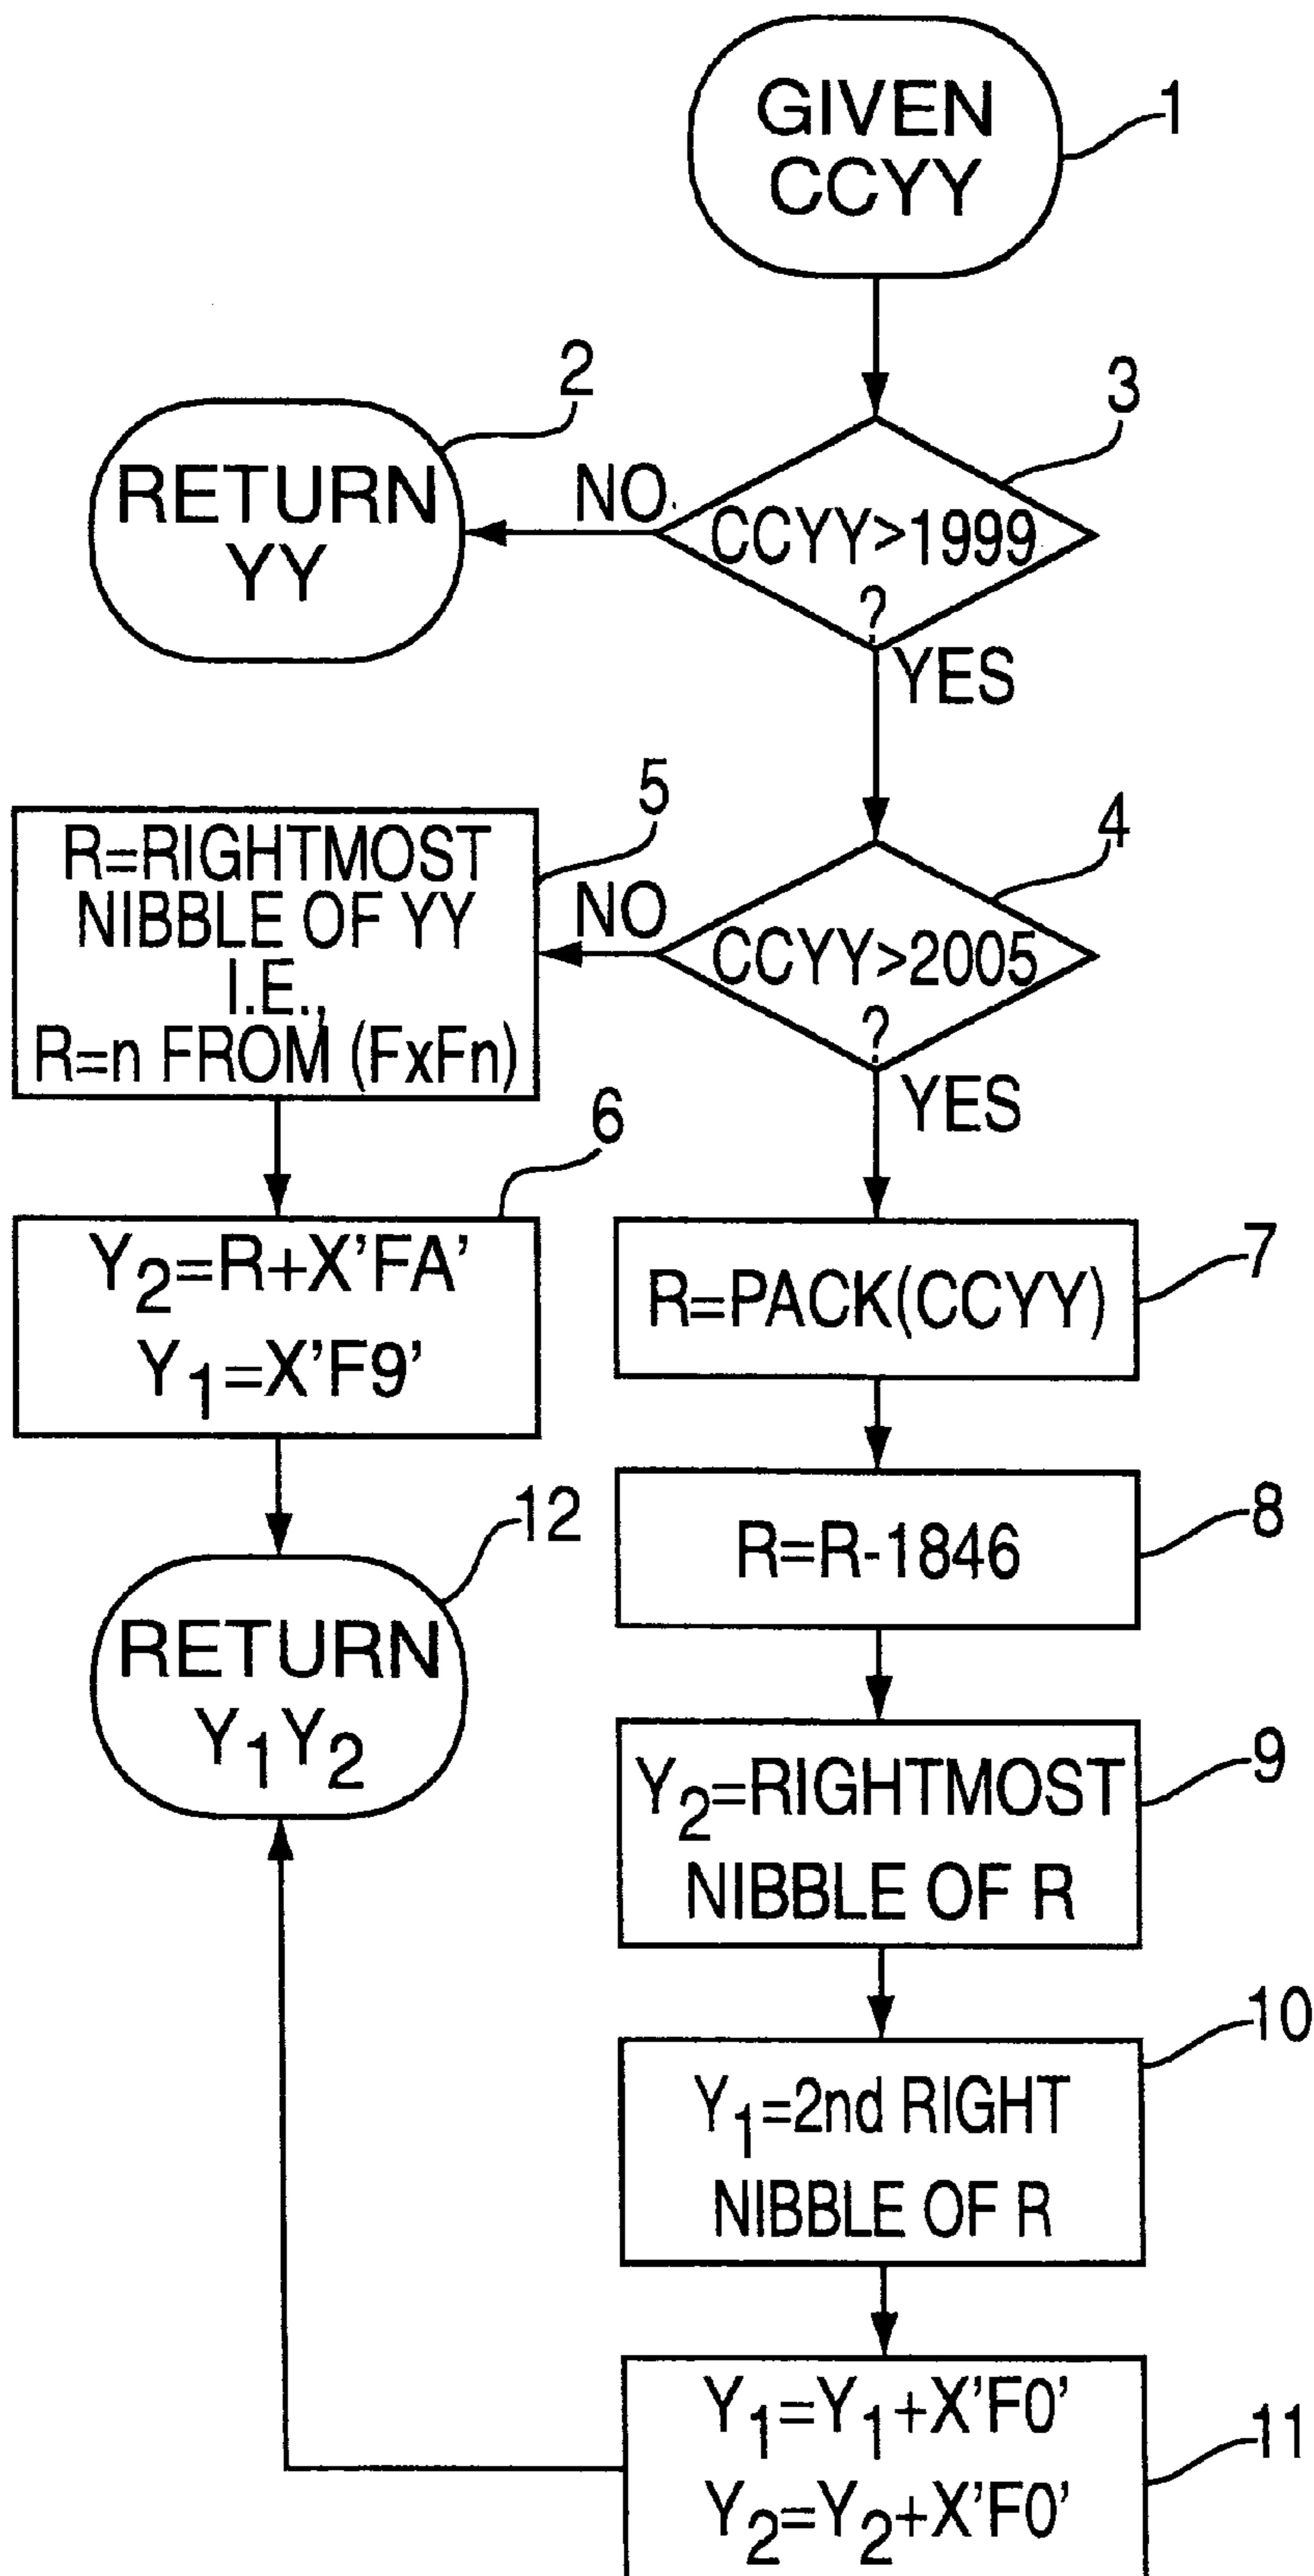 GIVEN
CCYY
1
2
RETURN
YY
NO
3
CCYY>1999
?
YES
5
R=RIGHTMOST
NIBBLE OF YY
I.E.,
R=n FROM (FxFn)
NO
4
CCYY>2005
?
YES
6
Y2=R+X'FA'
Y1=X'F9'
7
R=PACK(CCYY)
12
RETURN
Y1Y2
8
R=R-1846
9
Y2=RIGHTMOST
NIBBLE OF R
10
Y1=2nd RIGHT
NIBBLE OF R
11
Y1=Y1+X'F0'
Y2=Y2+X'F0'